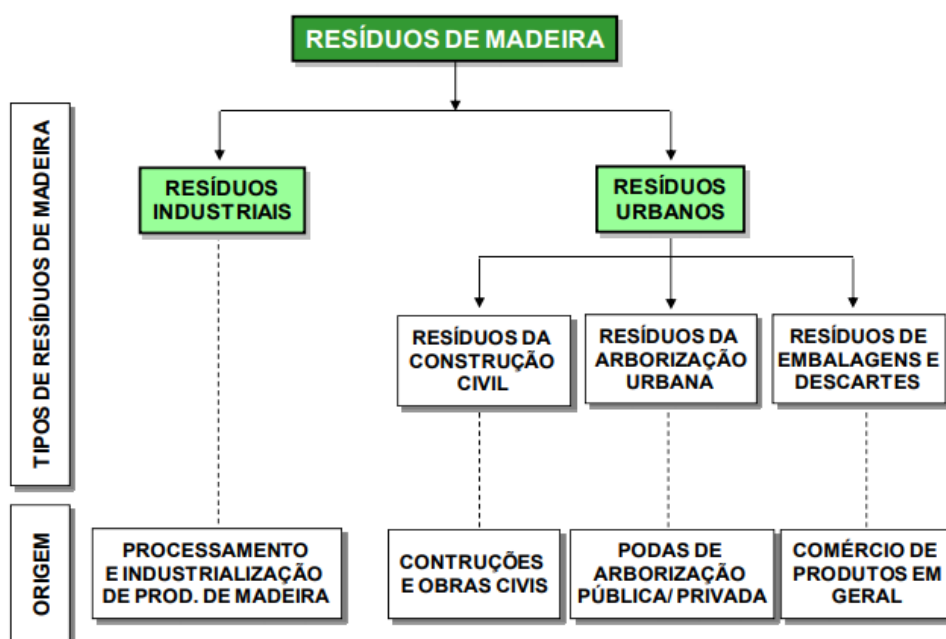 RESÍDUOS DE MADEIRA
TIPOS DE RESÍDUOS DE MADEIRA
RESÍDUOS
INDUSTRIAIS
RESÍDUOS
URBANOS
RESÍDUOS DA
CONSTRUÇÃO
CIVIL
RESÍDUOS DA
ARBORIZAÇÃO
URBANA
RESÍDUOS DE
EMBALAGENS E
DESCARTES
ORIGEM
PROCESSAMENTO
E INDUSTRIALIZAÇÃO
DE PROD. DE MADEIRA
CONTRUÇÕES
E OBRAS CIVIS
PODAS DE
ARBORIZAÇÃO
PÚBLICA/ PRIVADA
COMÉRCIO DE
PRODUTOS EM
GERAL